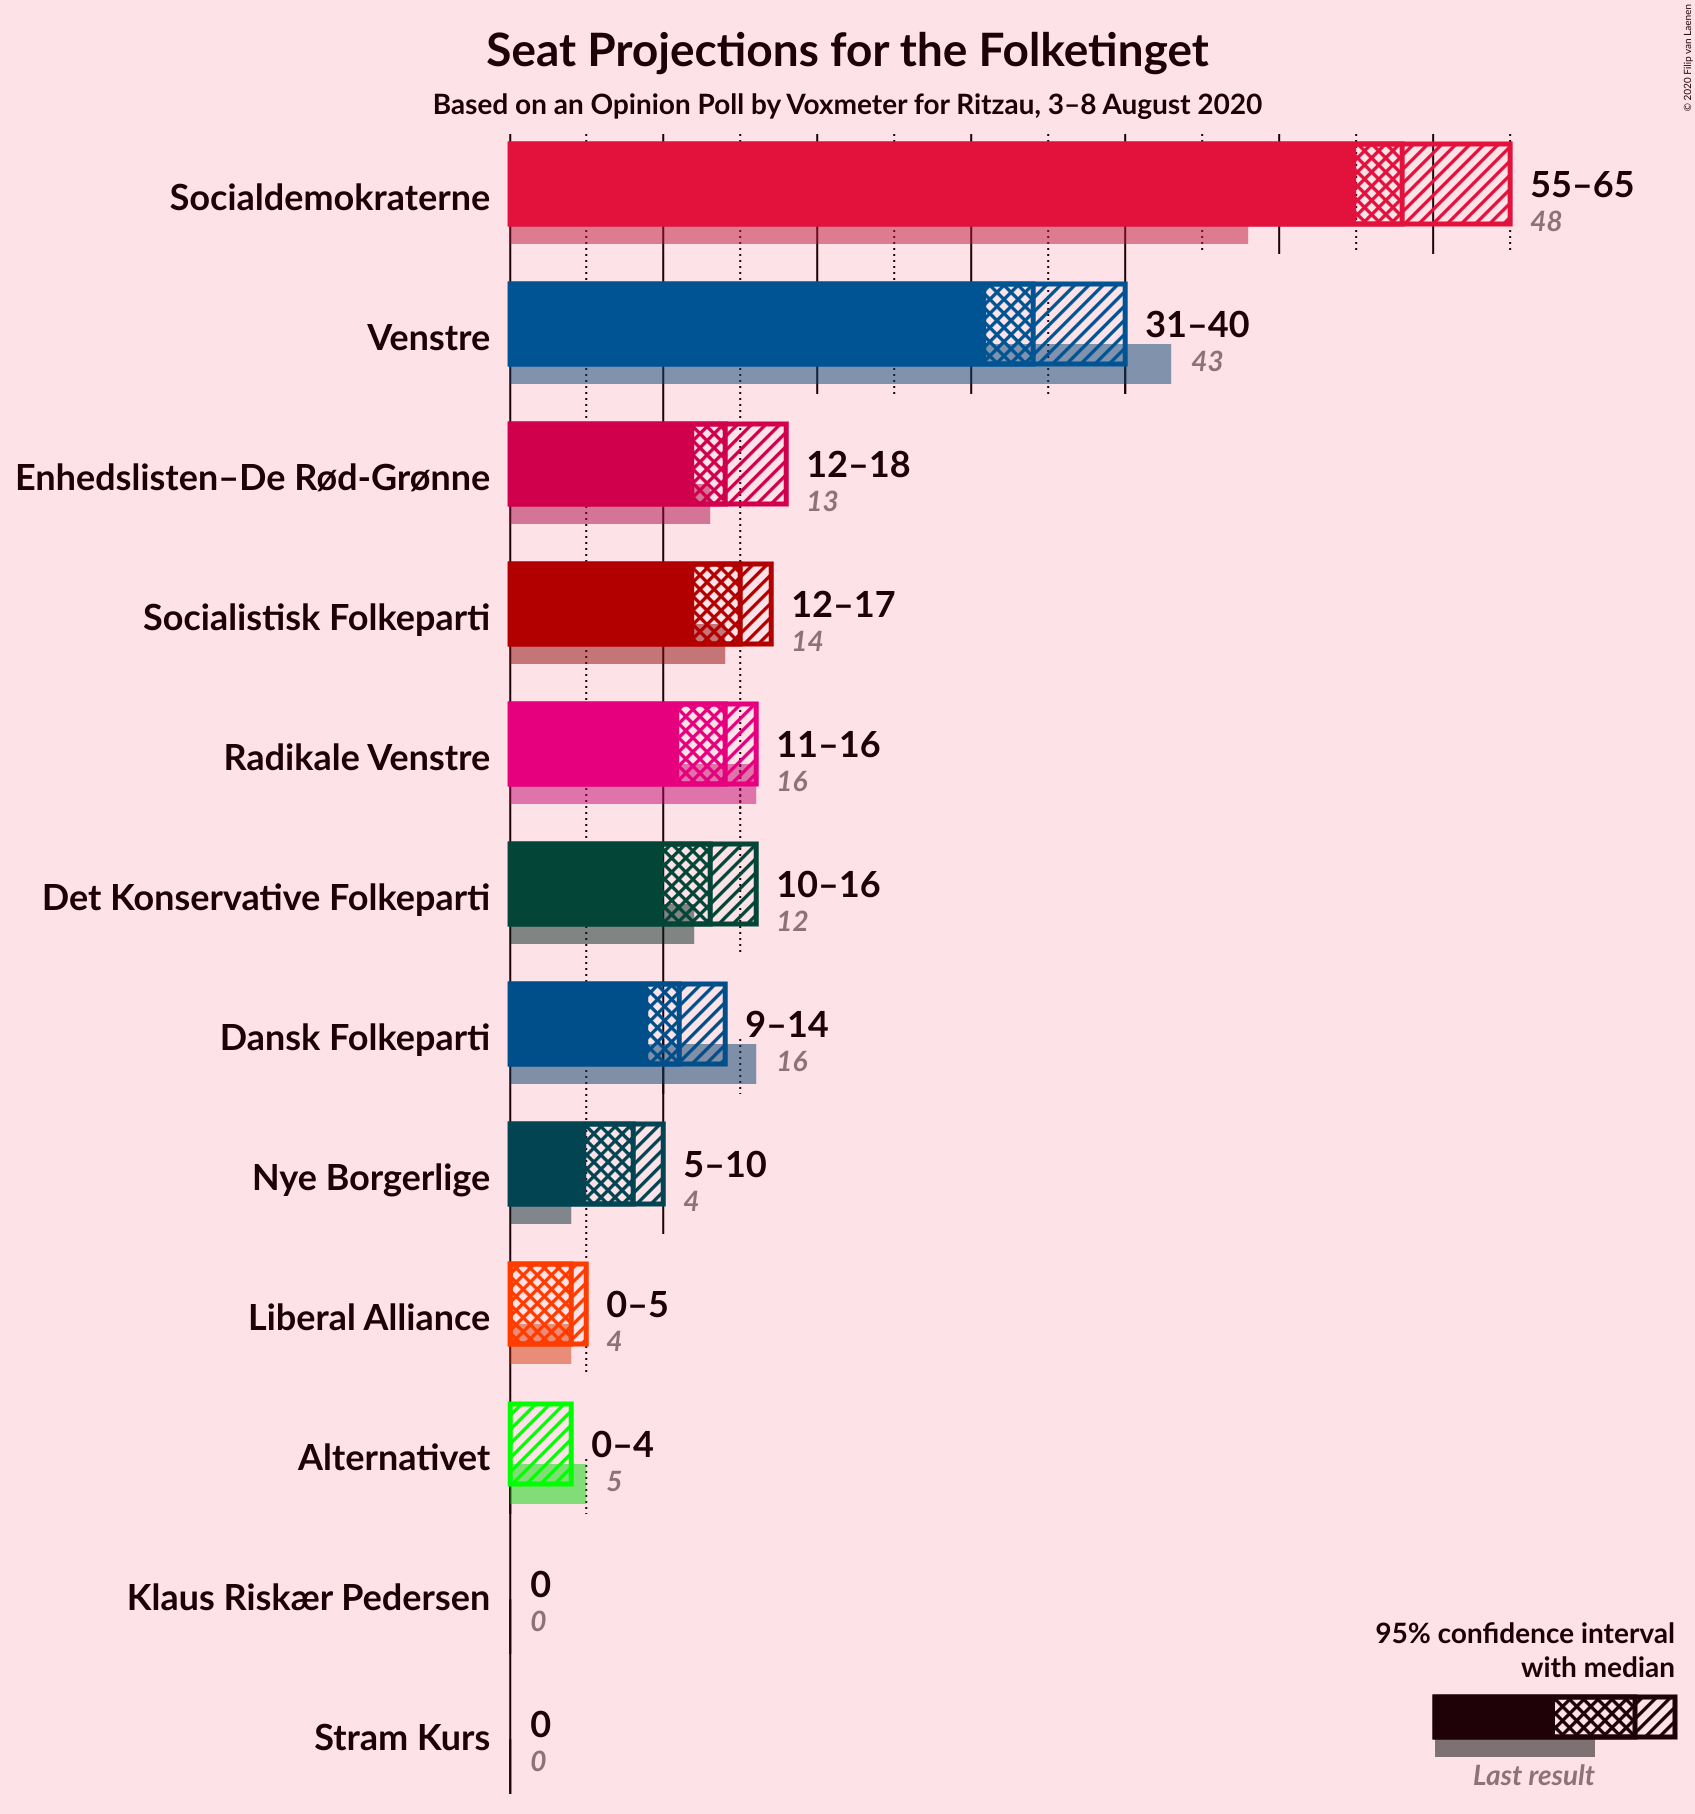 Seat Projections for the Folketinget
Based on an Opinion Poll by Voxmeter for Ritzau, 3–8 August 2020
© 2020 Filip van Laenen
Socialdemokraterne
55–65
48
Venstre
31–40
43
Enhedslisten–De Rød-Grønne
12–18
13
Socialistisk Folkeparti
12–17
14
Radikale Venstre
11–16
16
Det Konservative Folkeparti
10–16
12
Dansk Folkeparti
9–14
16
Nye Borgerlige
5–10
4
Liberal Alliance
0–5
4
Alternativet
0–4
5
Klaus Riskær Pedersen
0
0
Stram Kurs
0
0
95% confidence interval
with median
Last result